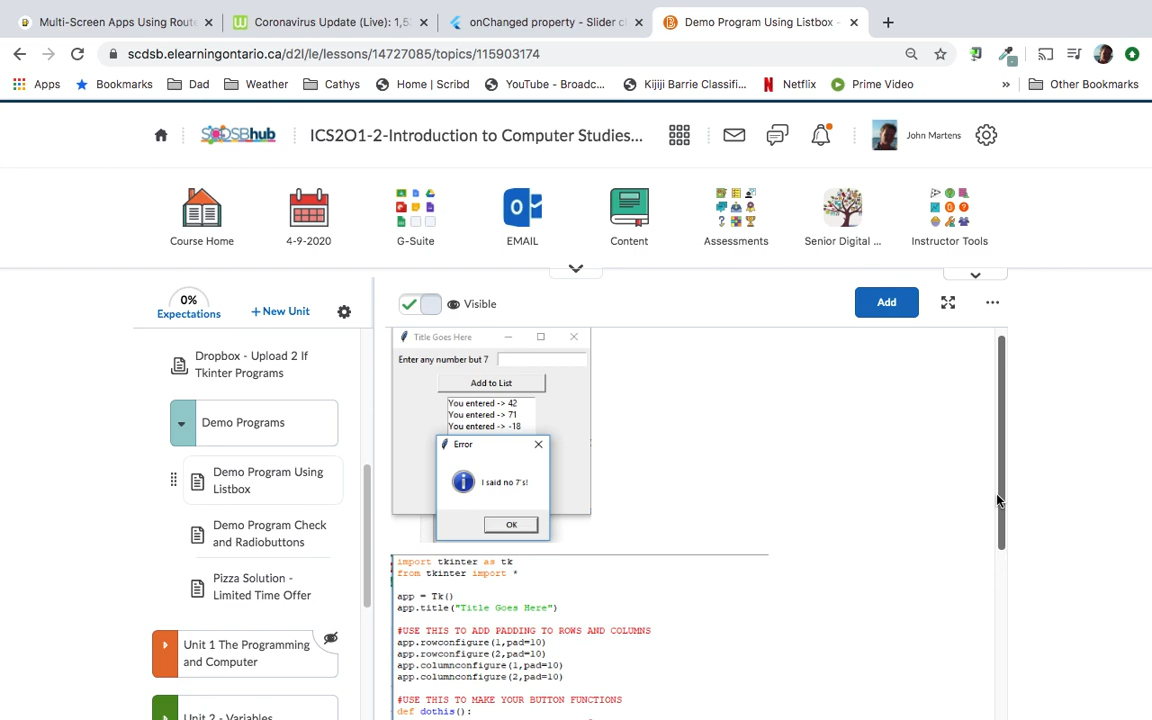 Multi-Screen Apps Using Route
Coronavirus Update (Live): 1,5
onChanged property - Slider cl
Demo Program Using Listbox -
scdsb.elearningontario.ca/d2l/le/lessons/14727085/topics/115903174
Apps
Bookmarks
Dad
Weather
Cathys
Home | Scribd
YouTube - Broadc...
Kijiji Barrie Classifi...
Netflix
Prime Video
»
Other Bookmarks
SCDSBhub
ICS2O1-2-Introduction to Computer Studies...
John Martens
Course Home
4-9-2020
G-Suite
EMAIL
Content
Assessments
Senior Digital ...
Instructor Tools
0%
Expectations
+ New Unit
Visible
Add
Dropbox - Upload 2 If
Tkinter Programs
Demo Programs
Demo Program Using
Listbox
Demo Program Check
and Radiobuttons
Pizza Solution -
Limited Time Offer
Unit 1 The Programming
and Computer
Unit 2 - Variables
Title Goes Here
Enter any number but 7
Add to List
You entered -> 42
You entered -> 71
You entered -> -18
Error
I said no 7's!
OK
import tkinter as tk
from tkinter import *
app = Tk()
app.title("Title Goes Here")
#USE THIS TO ADD PADDING TO ROWS AND COLUMNS
app.rowconfigure(1,pad=10)
app.rowconfigure(2,pad=10)
app.columnconfigure(1,pad=10)
app.columnconfigure(2,pad=10)
#USE THIS TO MAKE YOUR BUTTON FUNCTIONS
def dothis():